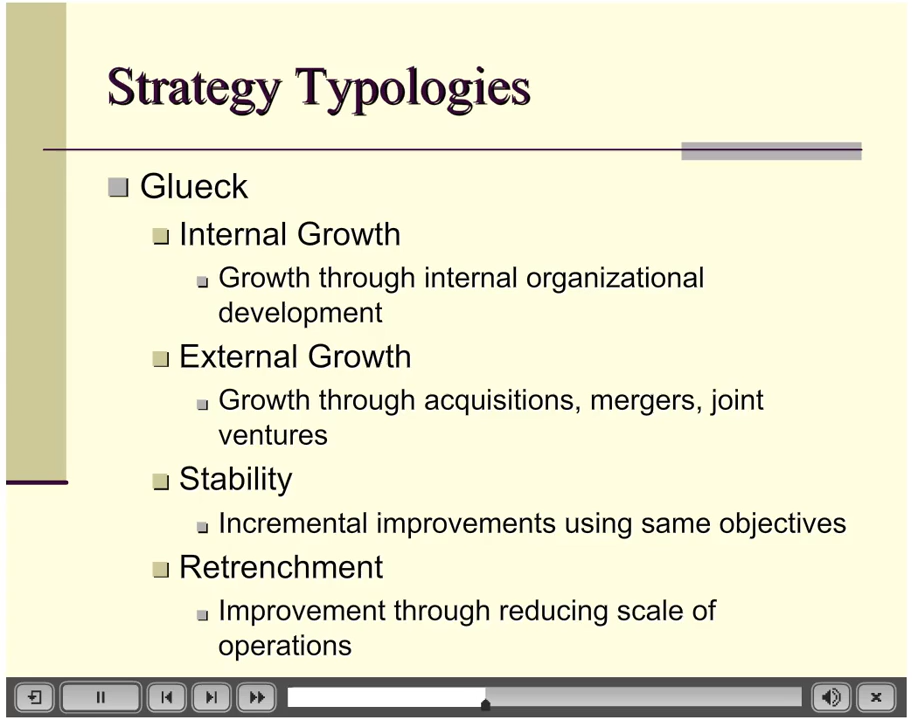 Strategy Typologies
Glueck
Internal Growth
Growth through internal organizational
development
External Growth
Growth through acquisitions, mergers, joint
ventures
Stability
Incremental improvements using same objectives
Retrenchment
Improvement through reducing scale of
operations